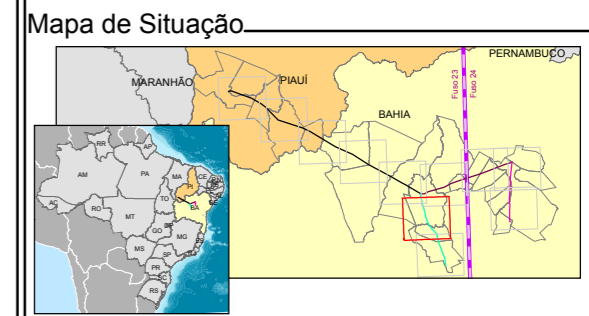 Mapa de Situação
PERNAMBUCO
MARANHÃO
PIAUÍ
BAHIA
Fuso 23
Fuso 24
RR
AP
AM
PA
MA
CE
PI
TO
AC
RO
BA
MT
GO
MG
ES
MS
SP
PR
SC
RS